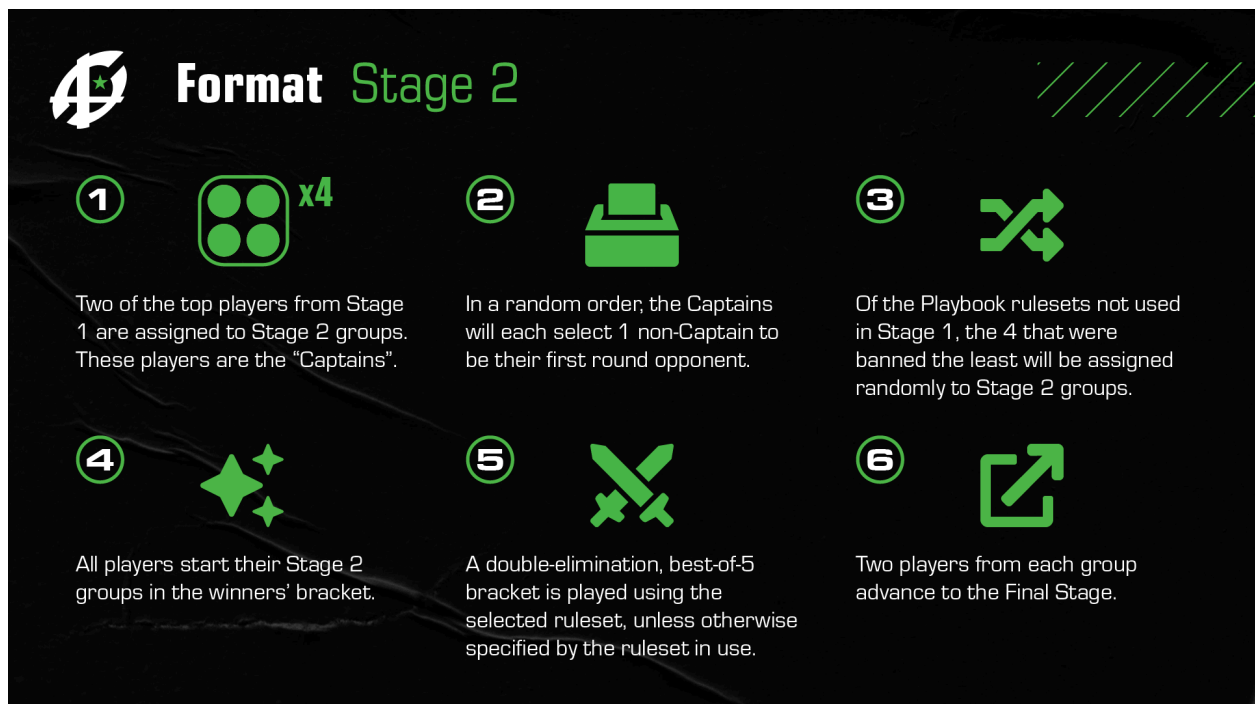 Format Stage 2
1
x4
Two of the top players from Stage
1 are assigned to Stage 2 groups.
These players are the “Captains”.
2
In a random order, the Captains
will each select 1 non-Captain to
be their first round opponent.
3
Of the Playbook rulesets not used
in Stage 1, the 4 that were
banned the least will be assigned
randomly to Stage 2 groups.
4
All players start their Stage 2
groups in the winners’ bracket.
5
A double-elimination, best-of-5
bracket is played using the
selected ruleset, unless otherwise
specified by the ruleset in use.
6
Two players from each group
advance to the Final Stage.